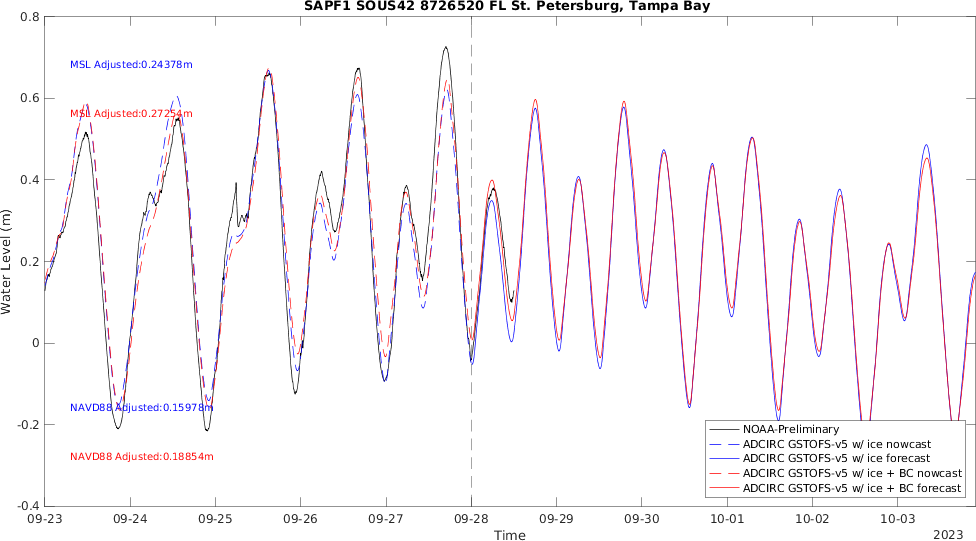 SAPF1 SOUS42 8726520 FL St. Petersburg, Tampa Bay
0.8
0.6
0.4
0.2
0
-0.2
-0.4
Water Level (m)
MSL Adjusted:0.24378m
MSL Adjusted:0.27254m
NAVD88 Adjusted:0.15978m
NAVD88 Adjusted:0.18854m
NOAA-Preliminary
ADCIRC GSTOFS-v5 w/ ice nowcast
ADCIRC GSTOFS-v5 w/ ice forecast
ADCIRC GSTOFS-v5 w/ ice + BC nowcast
ADCIRC GSTOFS-v5 w/ ice + BC forecast
09-23 09-24 09-25 09-26 09-27 09-28 09-29 09-30 10-01 10-02 10-03
Time
2023